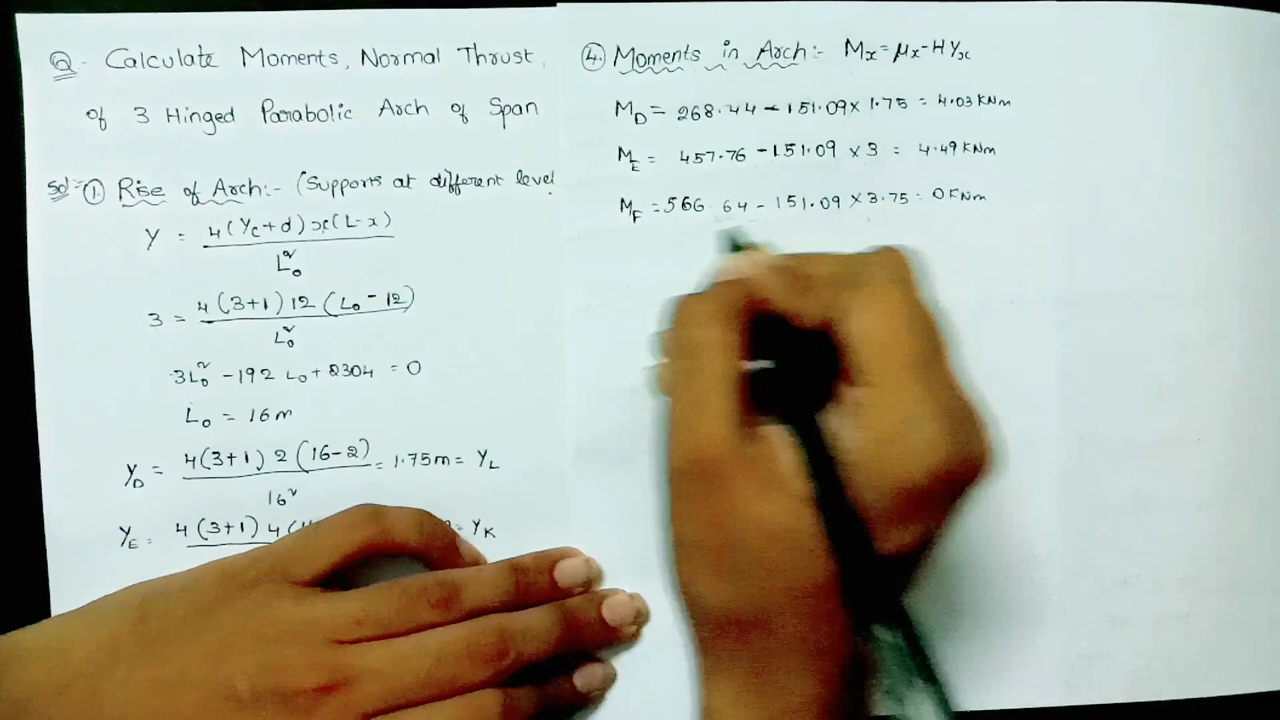 Q. Calculate Moments, Normal Thrust,
of 3 Hinged Parabolic Arch of Span
Sol:- ① Rise of Arch:- (Supports at different level
Y = 4(Yc+d)x(L-x) / L₀²
3 = 4(3+1)12(L₀-12) / L₀²
3L₀² - 192L₀ + 2304 = 0
L₀ = 16m
Y_D = 4(3+1)2(16-2) / 16² = 1.75m = Y_L
Y_E = 4(3+1)4( = Y_K
④ Moments in Arch:- Mx = μx - HYx
M_D = 268.44 - 151.09 × 1.75 = 4.03 KNm
M_E = 457.76 - 151.09 × 3 = 4.49 KNm
M_F = 566.64 - 151.09 × 3.75 = 0 KNm